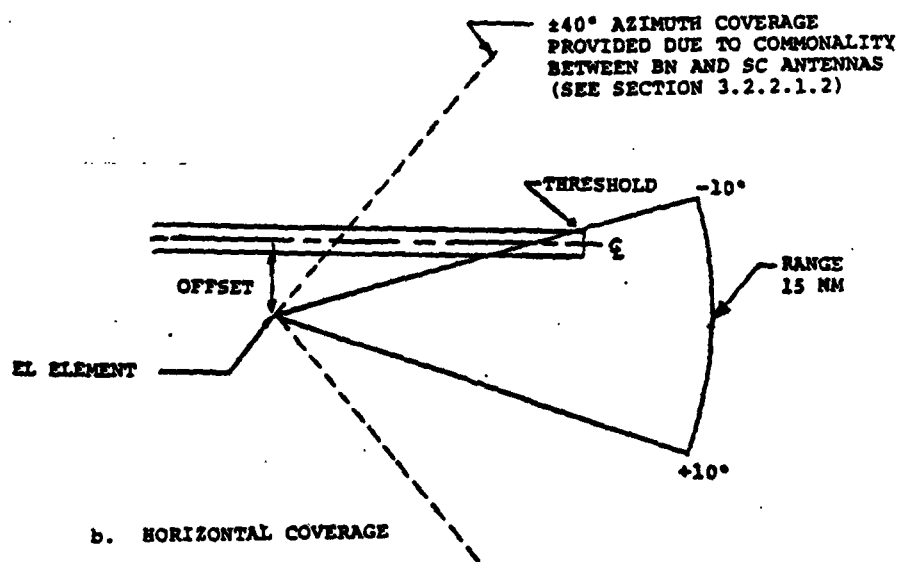 ±40° AZIMUTH COVERAGE
PROVIDED DUE TO COMMONALITY
BETWEEN BN AND SC ANTENNAS
(SEE SECTION 3.2.2.1.2)
THRESHOLD
-10°
℄
RANGE
15 NM
OFFSET
EL ELEMENT
+10°
b. HORIZONTAL COVERAGE